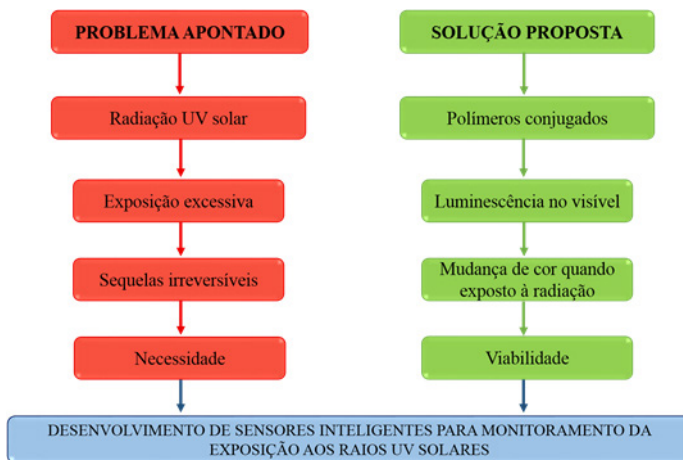 PROBLEMA APONTADO
Radiação UV solar
Exposição excessiva
Sequelas irreversíveis
Necessidade
SOLUÇÃO PROPOSTA
Polímeros conjugados
Luminescência no visível
Mudança de cor quando
exposto à radiação
Viabilidade
DESENVOLVIMENTO DE SENSORES INTELIGENTES PARA MONITORAMENTO DA
EXPOSIÇÃO AOS RAIOS UV SOLARES